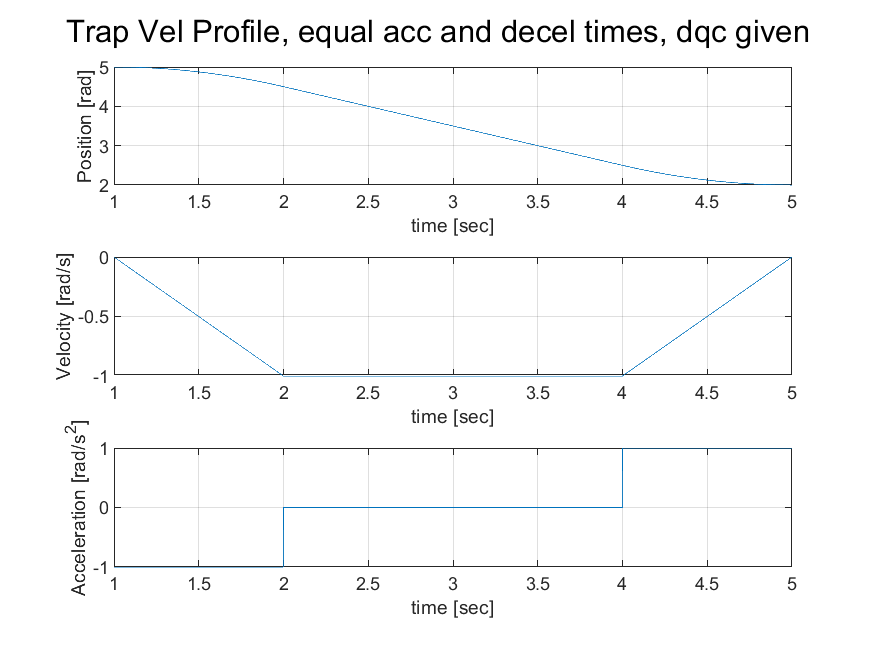 Trap Vel Profile, equal acc and decel times, dqc given
Position [rad]
5
4
3
2
1 1.5 2 2.5 3 3.5 4 4.5 5
time [sec]
Velocity [rad/s]
0
-0.5
-1
1 1.5 2 2.5 3 3.5 4 4.5 5
time [sec]
Acceleration [rad/s²]
1
0
-1
1 1.5 2 2.5 3 3.5 4 4.5 5
time [sec]